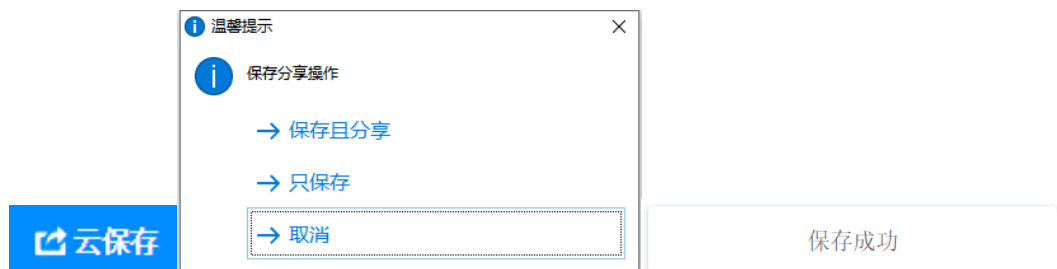 温馨提示
保存分享操作
→ 保存且分享
→ 只保存
→ 取消
云保存
保存成功